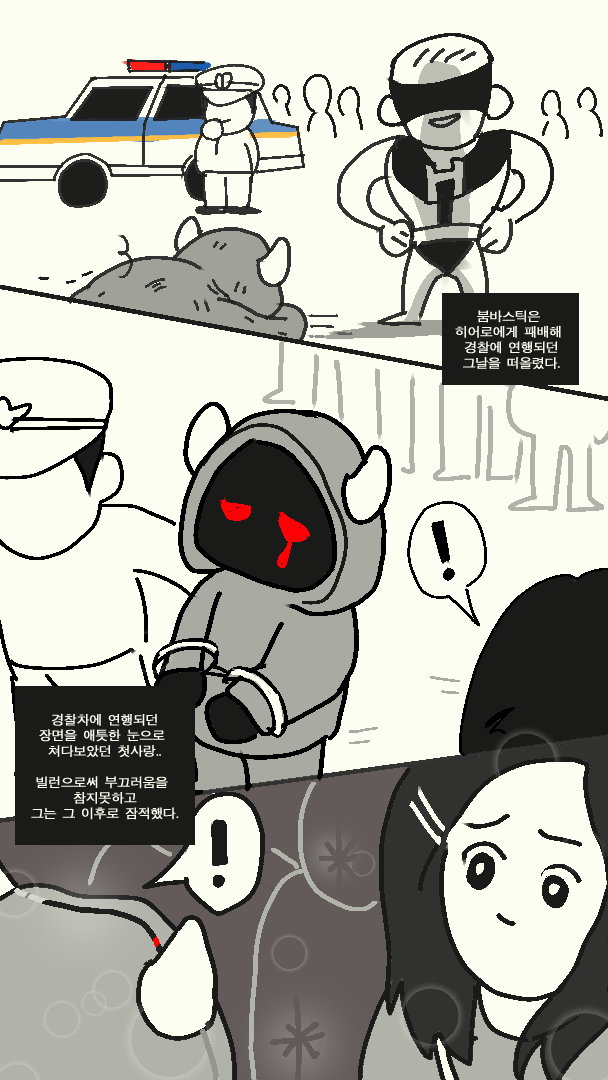 H
붐바스틱은
히어로에게 패배해
경찰에 연행되던
그날을 떠올렸다.
!
경찰차에 연행되던
장면을 애틋한 눈으로
쳐다보았던 첫사랑..
빌런으로써 부끄러움을
참지못하고
그는 그 이후로 잠적했다.
!